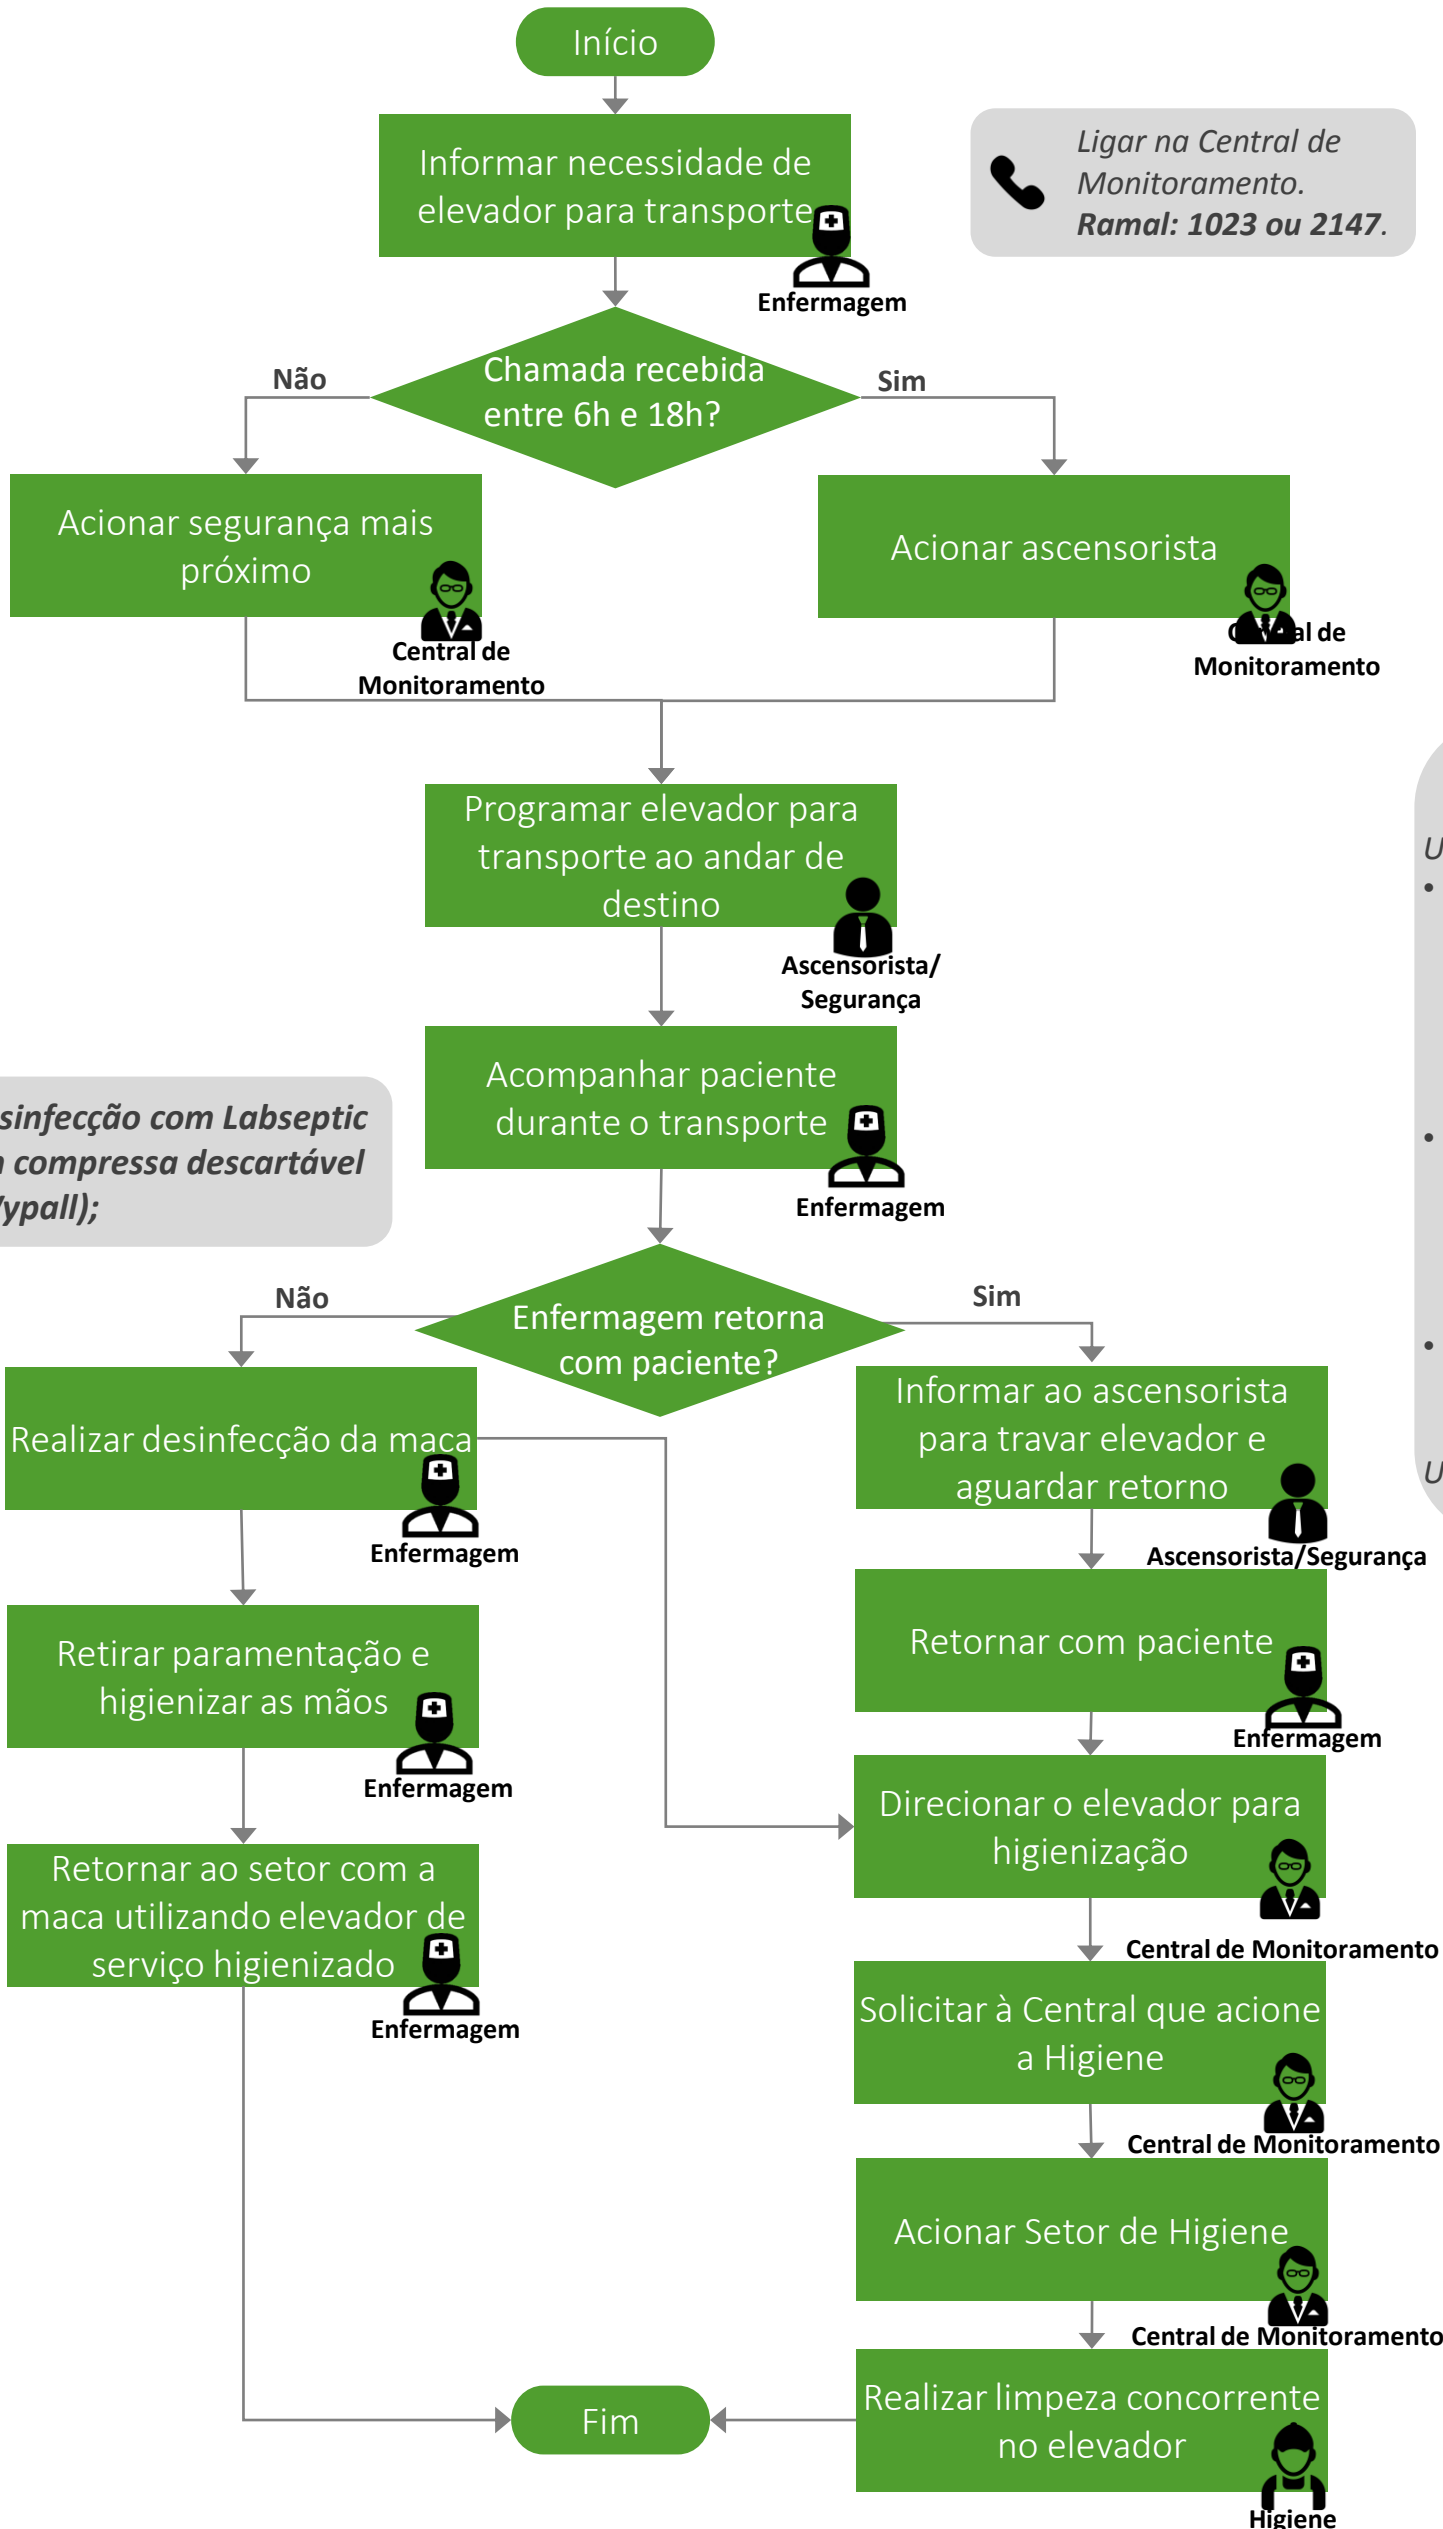 Início
Informar necessidade de
elevador para transporte
Enfermagem
Ligar na Central de
Monitoramento.
Ramal: 1023 ou 2147.
Chamada recebida
entre 6h e 18h?
Não
Sim
Acionar segurança mais
próximo
Central de
Monitoramento
Acionar ascensorista
al de
Monitoramento
Programar elevador para
transporte ao andar de
destino
Ascensorista/
Segurança
Acompanhar paciente
durante o transporte
Enfermagem
sinfecção com Labseptic
compressa descartável
ypall);
U
•
•
•
U
Enfermagem retorna
com paciente?
Não
Sim
Realizar desinfecção da maca
Enfermagem
Informar ao ascensorista
para travar elevador e
aguardar retorno
Ascensorista/Segurança
Retirar paramentação e
higienizar as mãos
Enfermagem
Retornar com paciente
Enfermagem
Retornar ao setor com a
maca utilizando elevador de
serviço higienizado
Enfermagem
Direcionar o elevador para
higienização
Central de Monitoramento
Solicitar à Central que acione
a Higiene
Central de Monitoramento
Acionar Setor de Higiene
Central de Monitoramento
Realizar limpeza concorrente
no elevador
Higiene
Fim